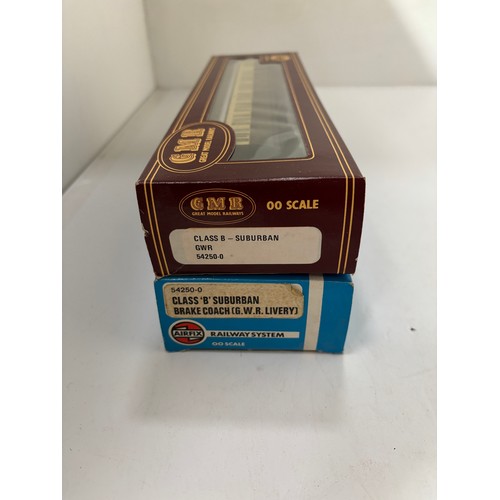 GMR
GREAT MODEL RAILWAYS
GMR
GREAT MODEL RAILWAYS
OO SCALE
CLASS B - SUBURBAN
GWR
54250-0
54250-0
CLASS 'B' SUBURBAN
BRAKE COACH (G.W.R. LIVERY)
AIRFIX
RAILWAY SYSTEM
OO SCALE